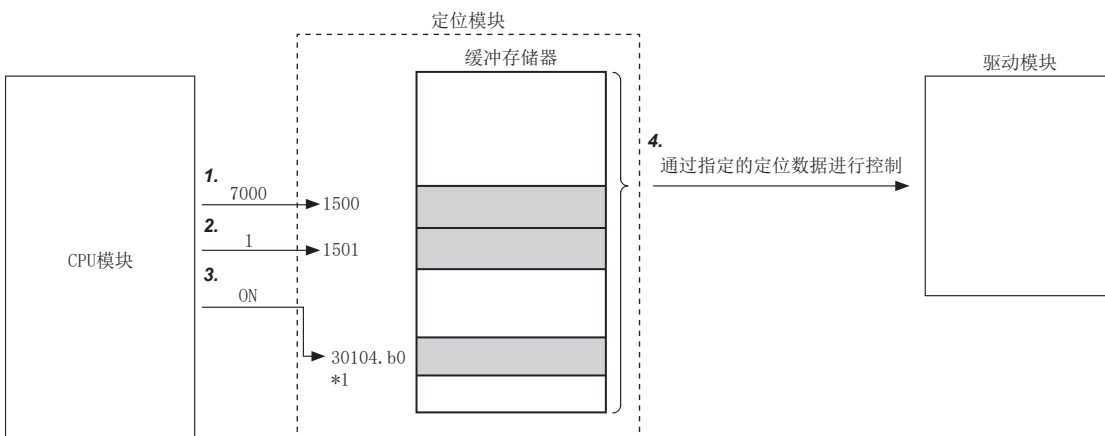 定位模块
缓冲存储器
驱动模块
CPU模块
1.
7000
1500
2.
1
1501
3.
ON
30104.b0
*1
4.
通过指定的定位数据进行控制